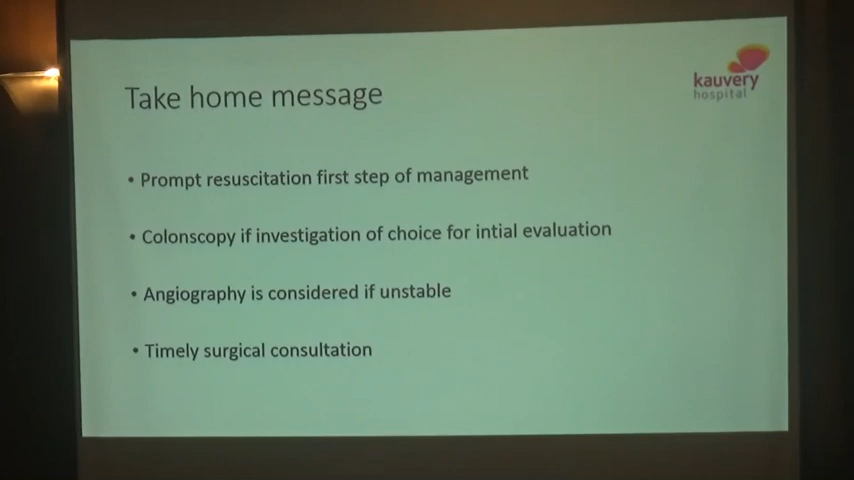 kauvery
hospital
Take home message
• Prompt resuscitation first step of management
• Colonscopy if investigation of choice for intial evaluation
• Angiography is considered if unstable
• Timely surgical consultation